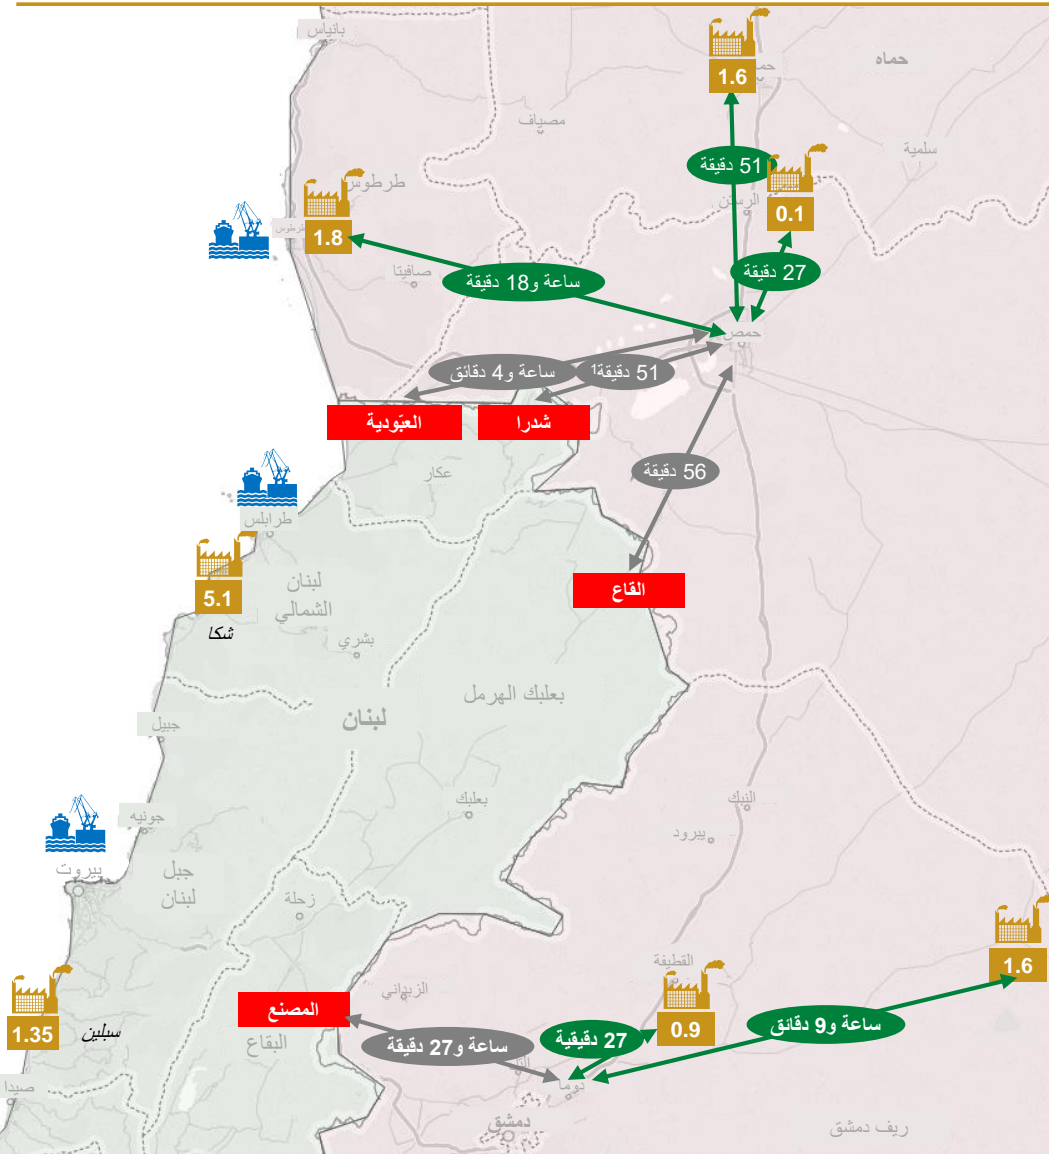 بانياس
حماه
1.6
مصياف
سلمية
51 دقيقة
طرطوس
الرستن
0.1
1.8
طرطوس
صافيتا
27 دقيقة
ساعة و18 دقيقة
حمص
ساعة و4 دقائق
51 دقيقة¹
العبّودية
شدرا
عكار
56 دقيقة
طرابلس
القاع
5.1
لبنان
الشمالي
شكا
بشري
بعلبك الهرمل
لبنان
جبيل
بعلبك
النبك
جونيه
يبرود
بيروت
جبل
لبنان
زحلة
القطيفة
1.6
الزبداني
المصنع
0.9
ساعة و9 دقائق
1.35
سبلين
البقاع
ساعة و27 دقيقة
27 دقيقية
صيدا
دوما
دمشق
ريف دمشق